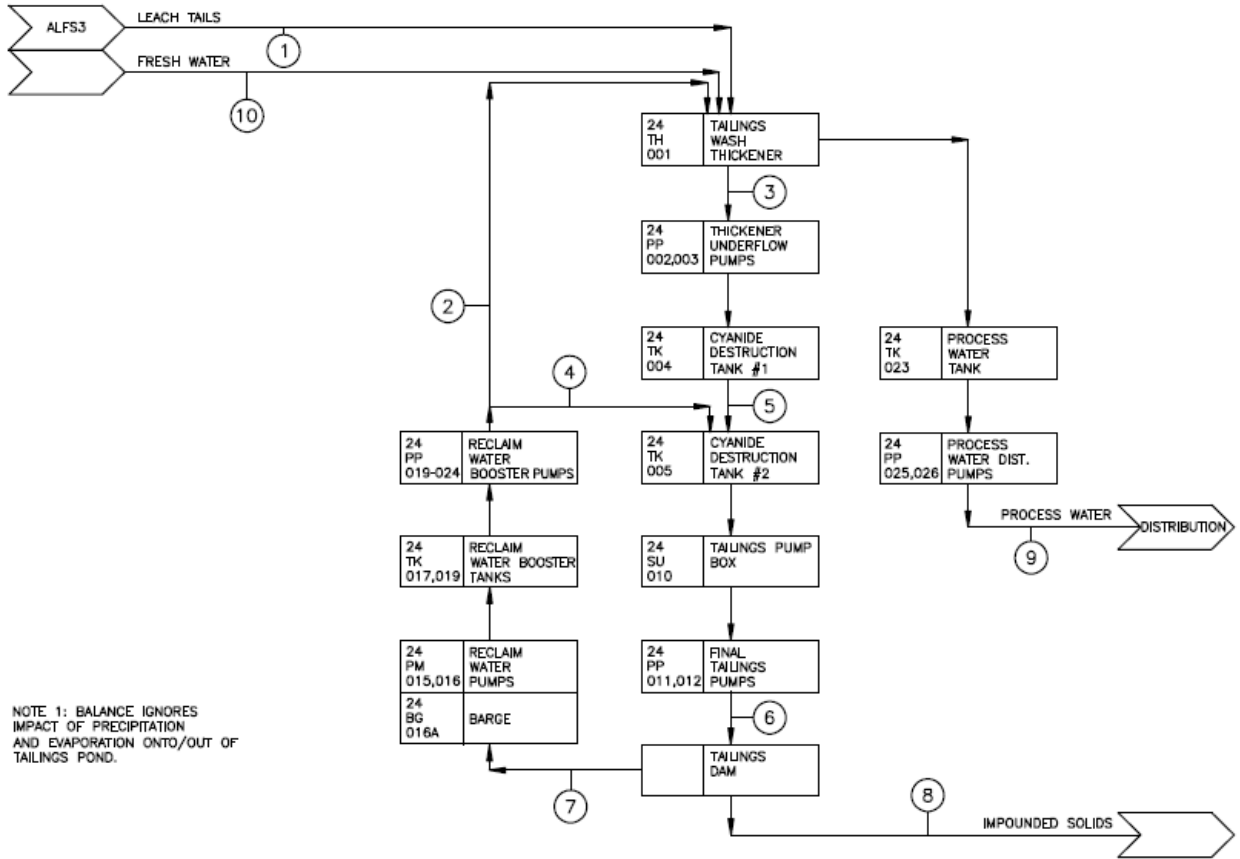 ALFS3
LEACH TAILS
1
FRESH WATER
10
24
TH
001
TAILINGS
WASH
THICKENER
3
24
PP
002,003
THICKENER
UNDERFLOW
PUMPS
2
24
TK
004
CYANIDE
DESTRUCTION
TANK #1
24
TK
023
PROCESS
WATER
TANK
4
5
24
PP
019-024
RECLAIM
WATER
BOOSTER PUMPS
24
TK
005
CYANIDE
DESTRUCTION
TANK #2
24
PP
025,026
PROCESS
WATER DIST.
PUMPS
PROCESS WATER
DISTRIBUTION
9
24
TK
017,019
RECLAIM
WATER BOOSTER
TANKS
24
SU
010
TAILINGS PUMP
BOX
24
PM
015,016
RECLAIM
WATER
PUMPS
24
PP
011,012
FINAL
TAILINGS
PUMPS
24
BG
016A
BARGE
6
TAILINGS
DAM
7
8
IMPOUNDED SOLIDS
NOTE 1: BALANCE IGNORES
IMPACT OF PRECIPITATION
AND EVAPORATION ONTO/OUT OF
TAILINGS POND.